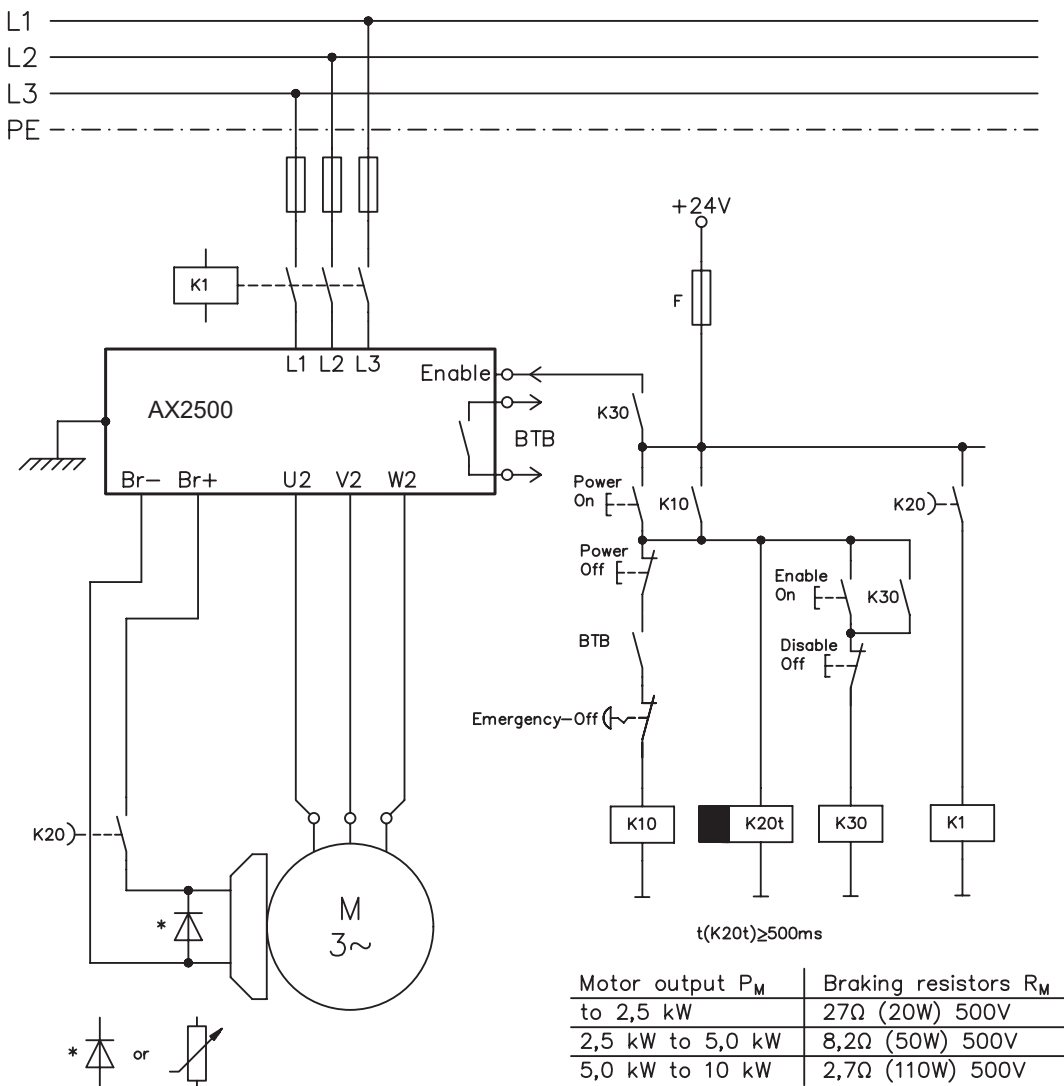 L1
L2
L3
PE
+24V
F
K1
L1 L2 L3
Enable
AX2500
BTB
K30
Br- Br+ U2 V2 W2
Power
On
K10
K20
Power
Off
Enable
On
K30
BTB
Disable
Off
Emergency-Off
K10
K20t
K30
K1
K20
M
3~
*
t(K20t)≥500ms
Motor output PM Braking resistors RM
to 2,5 kW 27Ω (20W) 500V
2,5 kW to 5,0 kW 8,2Ω (50W) 500V
5,0 kW to 10 kW 2,7Ω (110W) 500V
* or